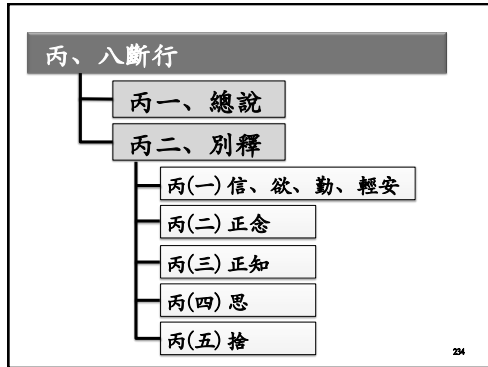 丙、八斷行
丙一、總說
丙二、別釋
丙(一)信、欲、勤、輕安
丙(二)正念
丙(三)正知
丙(四)思
丙(五)捨
234